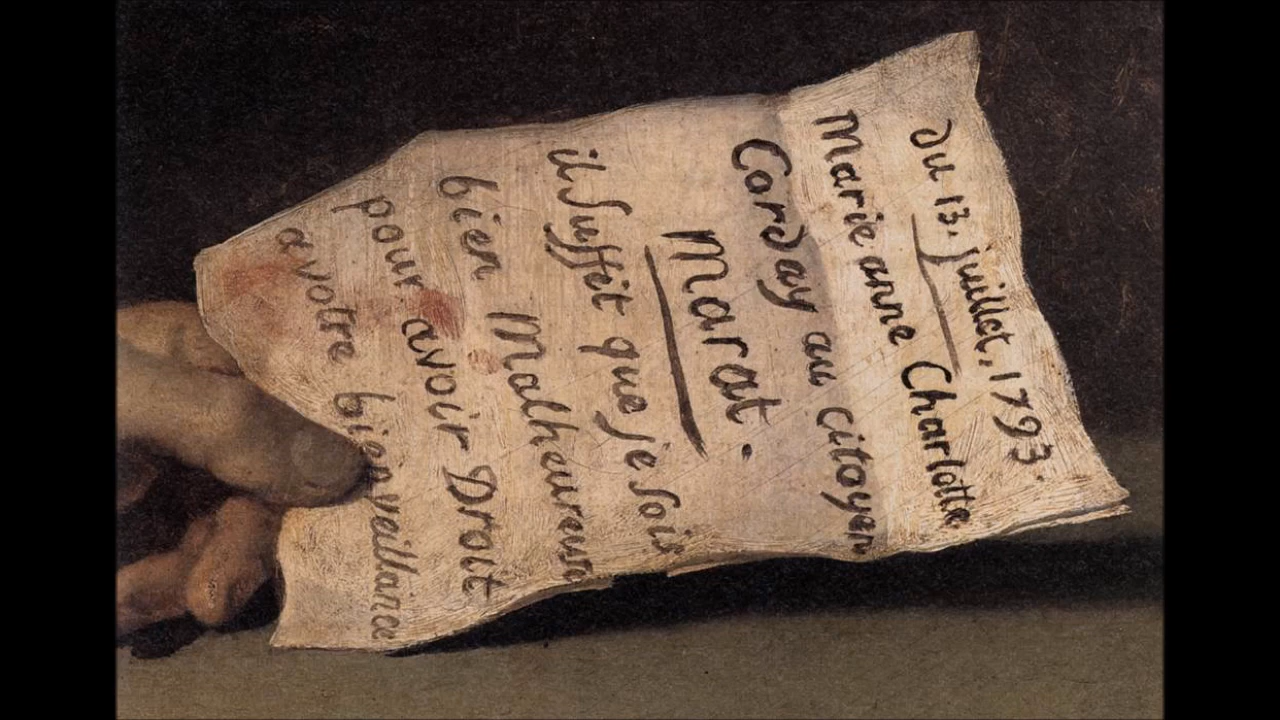 du 13. juillet, 1793.
Marie anne Charlotte
Corday au citoyen
Marat.
il suffit que je sois
bien Malheureuse
pour avoir Droit
a votre bienveillance